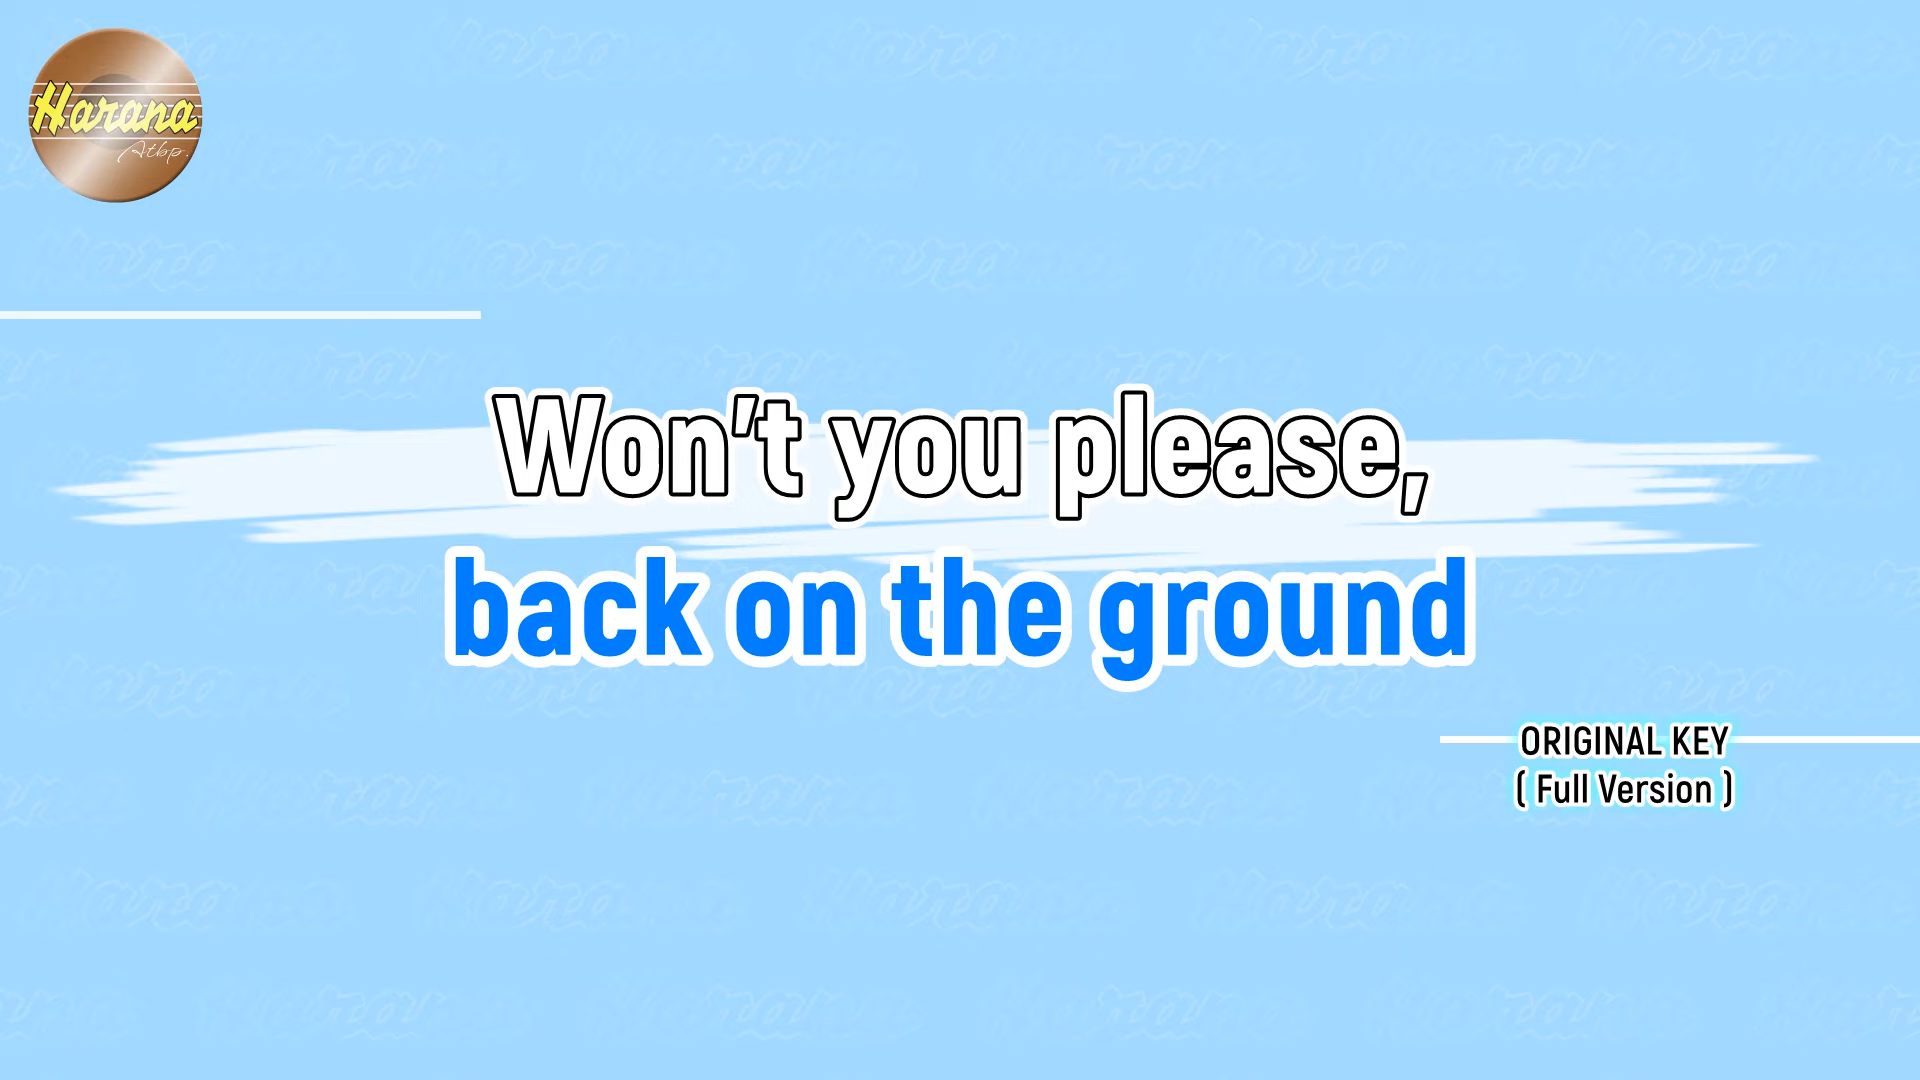 Harana
Atbp.
Won't you please,
back on the ground
ORIGINAL KEY
( Full Version )